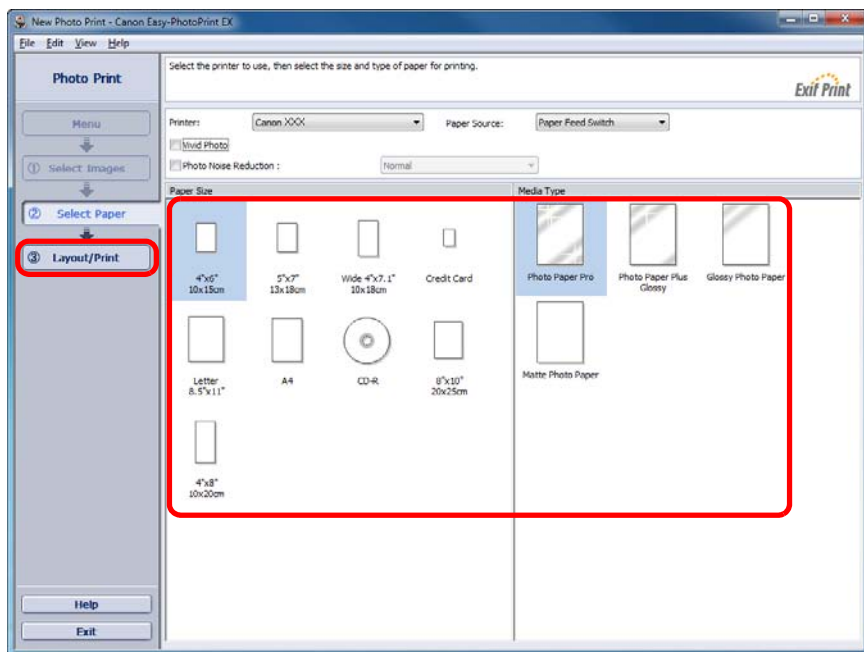 New Photo Print - Canon Easy-PhotoPrint EX
File Edit View Help
Photo Print
Select the printer to use, then select the size and type of paper for printing.
Exif Print
Menu
① Select Images
② Select Paper
③ Layout/Print
Help
Exit
Printer: Canon XXX Paper Source: Paper Feed Switch
Vivid Photo
Photo Noise Reduction : Normal
Paper Size
4"x6"
10x15cm
5"x7"
13x18cm
Wide 4"x7.1"
10x18cm
Credit Card
Letter
8.5"x11"
A4
CD-R
8"x10"
20x25cm
4"x8"
10x20cm
Media Type
Photo Paper Pro
Photo Paper Plus
Glossy
Glossy Photo Paper
Matte Photo Paper